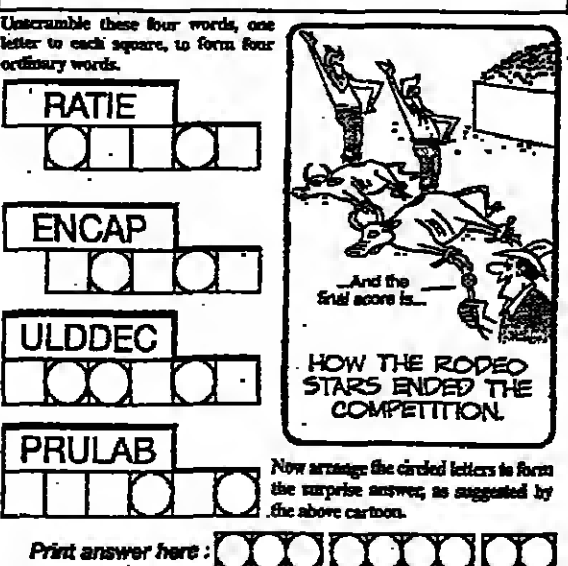 Unscramble these four words, one
letter to each square, to form four
ordinary words.
RATIE
ENCAP
ULDDEC
PRULAB
...And the
final score is...
HOW THE RODEO
STARS ENDED THE
COMPETITION.
Now arrange the circled letters to form
the surprise answer, as suggested by
the above cartoon.
Print answer here :